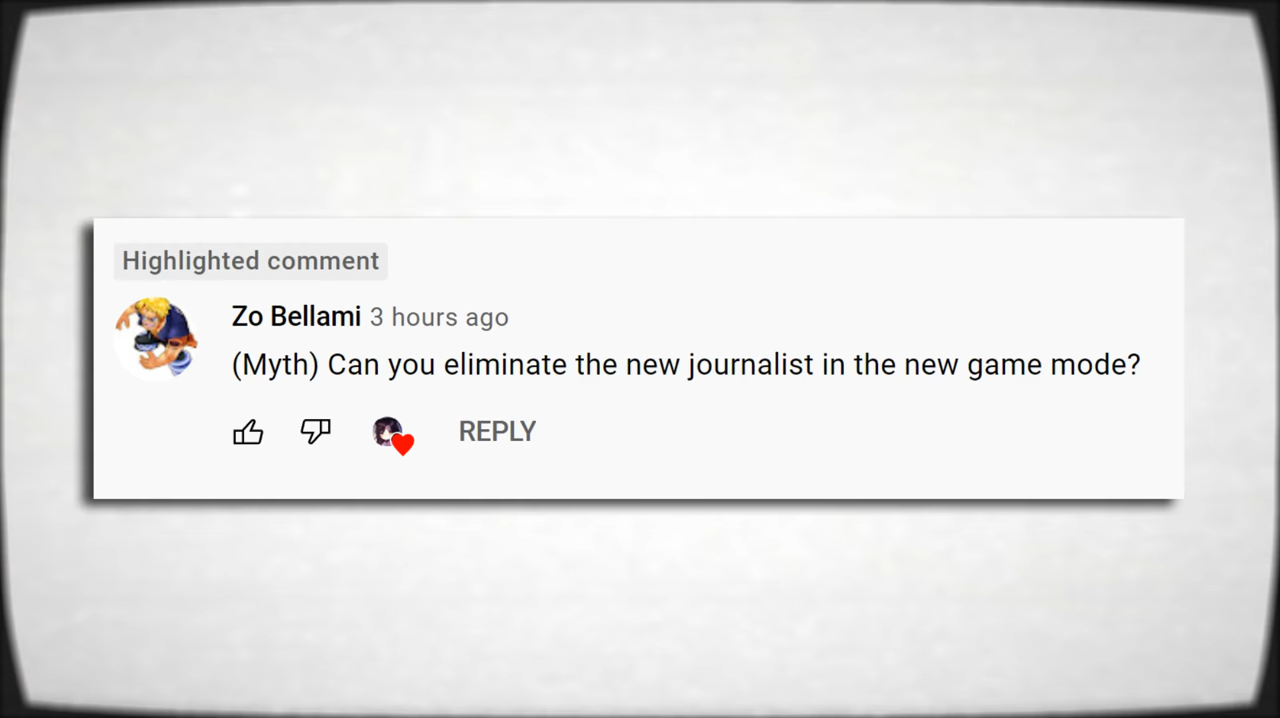 Highlighted comment
Zo Bellami 3 hours ago
(Myth) Can you eliminate the new journalist in the new game mode?
REPLY